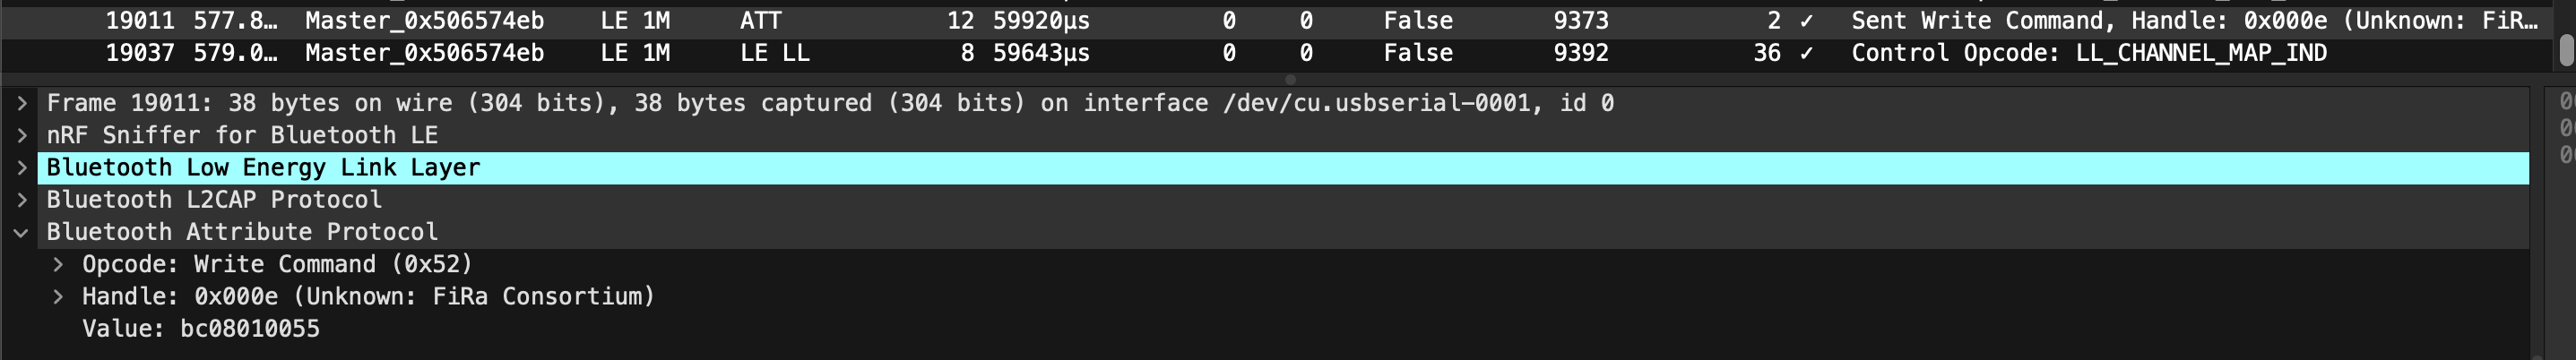 19011 577.8… Master_0x506574eb LE 1M ATT 12 59920µs 0 0 False 9373 2 ✓ Sent Write Command, Handle: 0x000e (Unknown: FiR…
19037 579.0… Master_0x506574eb LE 1M LE LL 8 59643µs 0 0 False 9392 36 ✓ Control Opcode: LL_CHANNEL_MAP_IND
Frame 19011: 38 bytes on wire (304 bits), 38 bytes captured (304 bits) on interface /dev/cu.usbserial-0001, id 0
nRF Sniffer for Bluetooth LE
Bluetooth Low Energy Link Layer
Bluetooth L2CAP Protocol
Bluetooth Attribute Protocol
Opcode: Write Command (0x52)
Handle: 0x000e (Unknown: FiRa Consortium)
Value: bc08010055